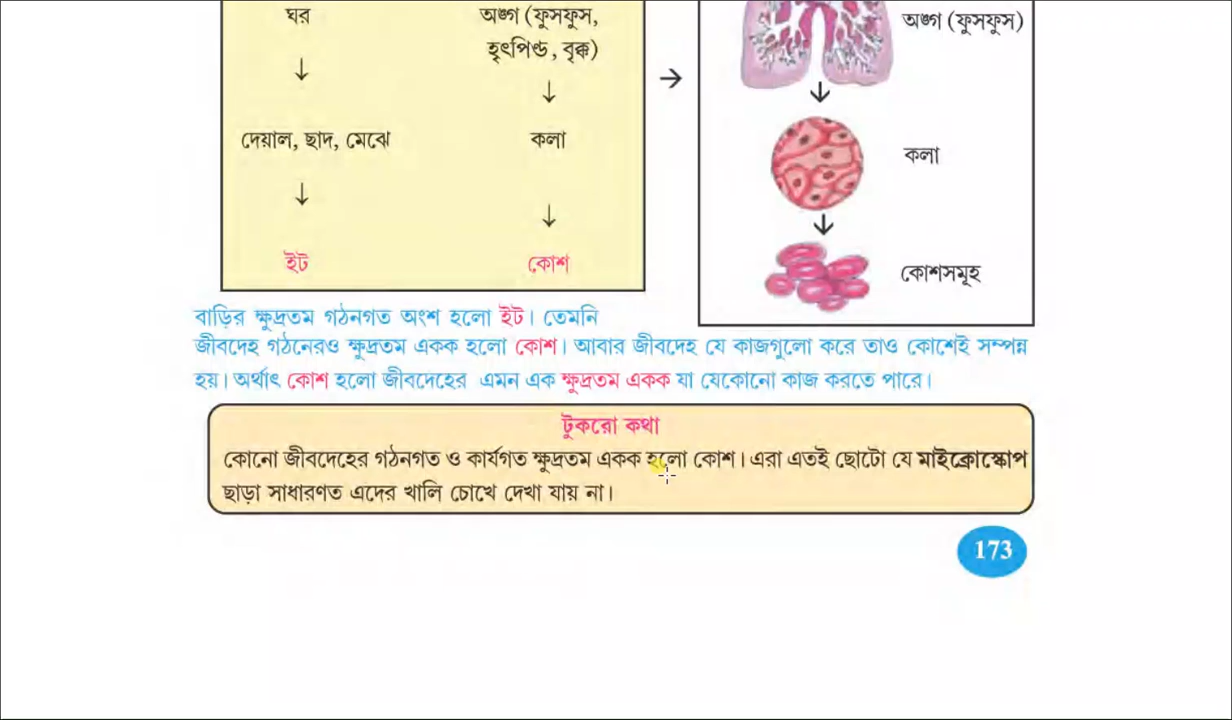 ঘর
অঙ্গ (ফুসফুস,
হৃৎপিণ্ড, বৃক্ক)
↓
↓
দেয়াল, ছাদ, মেঝে
কলা
↓
↓
ইট
কোশ
→
অঙ্গ (ফুসফুস)
↓
কলা
↓
কোশসমূহ
বাড়ির ক্ষুদ্রতম গঠনগত অংশ হলো ইট। তেমনি
জীবদেহ গঠনেরও ক্ষুদ্রতম একক হলো কোশ। আবার জীবদেহ যে কাজগুলো করে তাও কোশেই সম্পন্ন
হয়। অর্থাৎ কোশ হলো জীবদেহের এমন এক ক্ষুদ্রতম একক যা যেকোনো কাজ করতে পারে।
টুকরো কথা
কোনো জীবদেহের গঠনগত ও কার্যগত ক্ষুদ্রতম একক হলো কোশ। এরা এতই ছোটো যে মাইক্রোস্কোপ
ছাড়া সাধারণত এদের খালি চোখে দেখা যায় না।
173